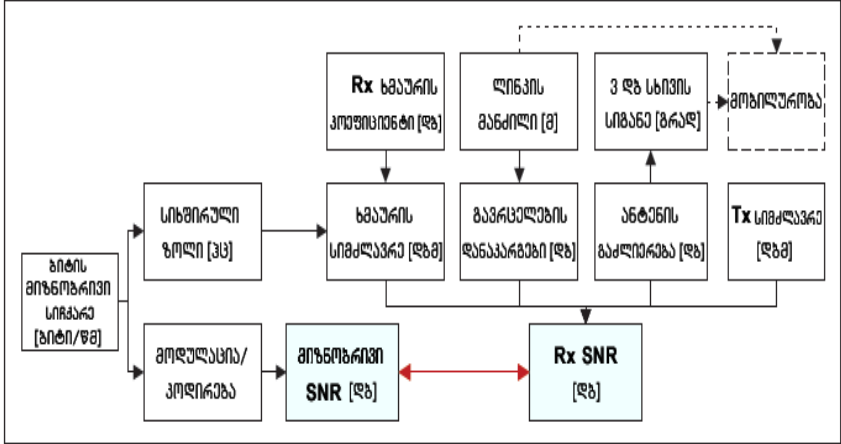 Rx ხმაურის
კოეფიციენტი [დბ]
ლინკის
მანძილი [მ]
3 დბ სხივის
სიგანე [გრად]
მობილურობა
სიხშირული
ზოლი [ჰც]
ხმაურის
სიმძლავრე [დბმ]
გავრცელების
დანაკარგები [დბ]
ანტენის
გაძლიერება [დბ]
Tx სიმძლავრე
[დბმ]
ბიტის
მიზნობრივი
სიჩქარე
[ბიტი/წმ]
მოდულაცია/
კოდირება
მიზნობრივი
SNR [დბ]
Rx SNR
[დბ]